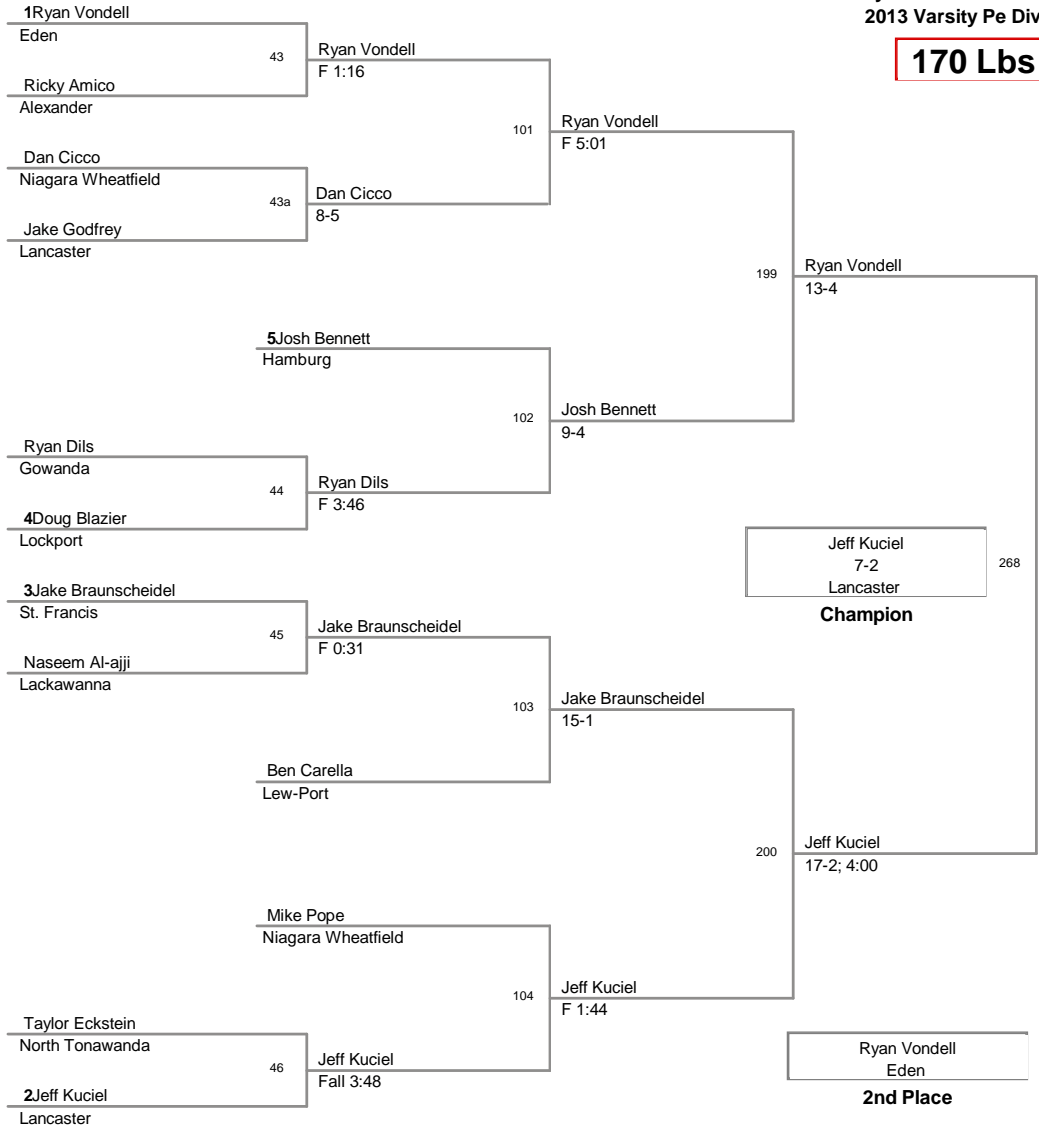 2013 Varsity Pe Div
170 Lbs
1Ryan Vondell
Eden
43
Ryan Vondell
F 1:16
Ricky Amico
Alexander
101
Ryan Vondell
F 5:01
Dan Cicco
Niagara Wheatfield
43a
Dan Cicco
8-5
Jake Godfrey
Lancaster
199
Ryan Vondell
13-4
5Josh Bennett
Hamburg
102
Josh Bennett
9-4
Ryan Dils
Gowanda
44
Ryan Dils
F 3:46
4Doug Blazier
Lockport
Jeff Kuciel
7-2
Lancaster
268
Champion
3Jake Braunscheidel
St. Francis
45
Jake Braunscheidel
F 0:31
Naseem Al-ajji
Lackawanna
103
Jake Braunscheidel
15-1
Ben Carella
Lew-Port
200
Jeff Kuciel
17-2; 4:00
Mike Pope
Niagara Wheatfield
104
Jeff Kuciel
F 1:44
Taylor Eckstein
North Tonawanda
46
Jeff Kuciel
Fall 3:48
2Jeff Kuciel
Lancaster
Ryan Vondell
Eden
2nd Place